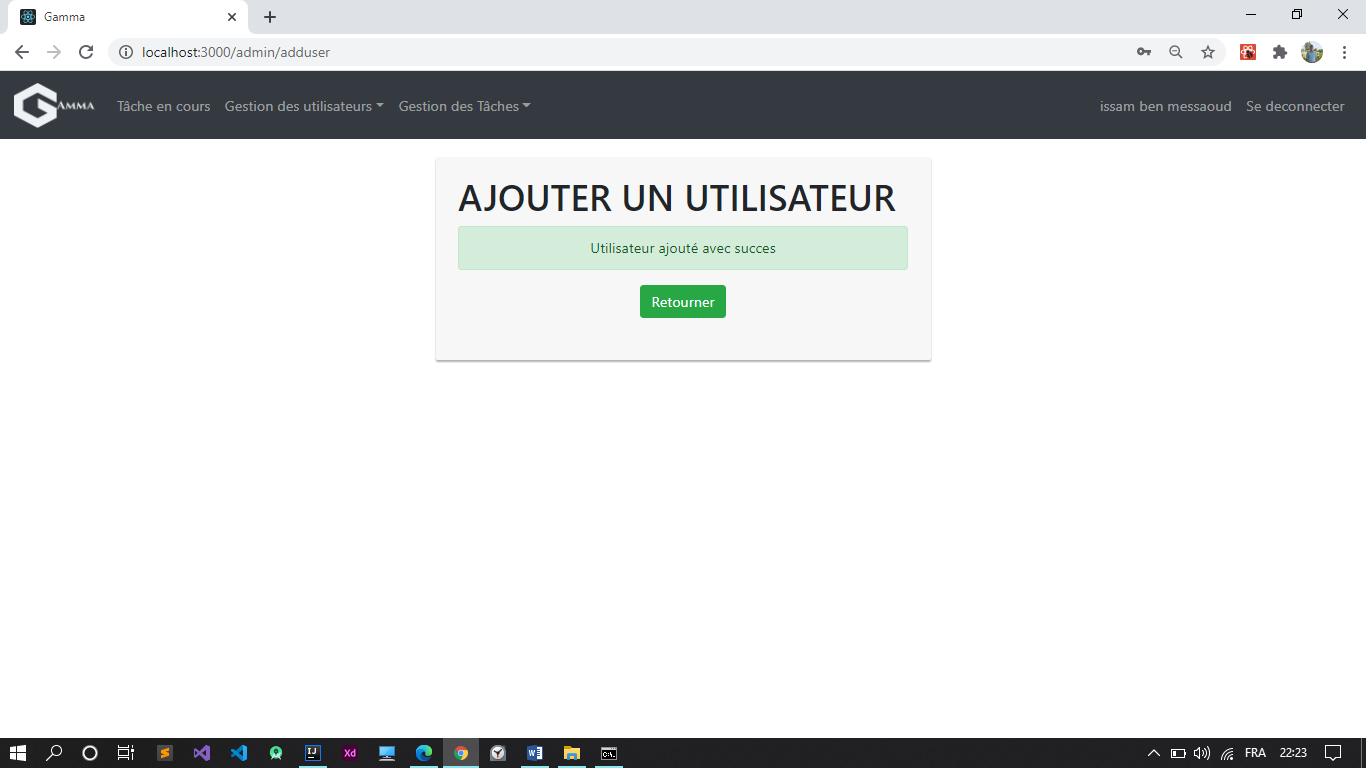 Gamma
localhost:3000/admin/adduser
GAMMA
Tâche en cours
Gestion des utilisateurs
Gestion des Tâches
issam ben messaoud
Se deconnecter
AJOUTER UN UTILISATEUR
Utilisateur ajouté avec succes
Retourner
IJ
Xd
W
C:\_
FRA
22:23